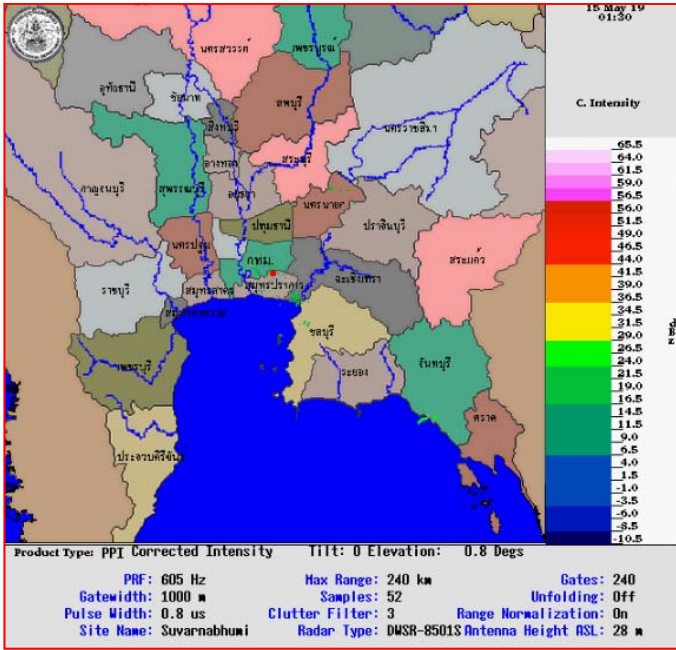 15 May 19
01:30
C. Intensity
65.5
64.0
61.5
59.0
56.5
56.0
51.5
49.0
46.5
44.0
41.5
39.0
36.5
34.5
31.5
29.0
26.5
24.0
21.5
19.0
16.5
14.5
11.5
9.0
6.5
4.0
1.5
-1.0
-3.5
-6.0
-8.5
-10.5
นครสวรรค์
เพชรบูรณ์
อุทัยธานี
ชัยนาท
ลพบุรี
สิงห์บุรี
นครราชสีมา
อ่างทอง
สระบุรี
กาญจนบุรี
สุพรรณบุรี
อยุธยา
นครนายก
ปทุมธานี
ปราจีนบุรี
นครปฐม
กทม.
สระแก้ว
ราชบุรี
สมุทรสาคร
สมุทรปราการ
ฉะเชิงเทรา
ชลบุรี
เพชรบุรี
ระยอง
จันทบุรี
ตราด
ประจวบคีรีขัน
Product Type: PPI Corrected Intensity Tilt: 0 Elevation: 0.8 Degs
PRF: 605 Hz Max Range: 240 km Gates: 240
Gatewidth: 1000 m Samples: 52 Unfolding: Off
Pulse Width: 0.8 us Clutter Filter: 3 Range Normalization: On
Site Name: Suvarnabhumi Radar Type: DWSR-8501S Antenna Height ASL: 28 m